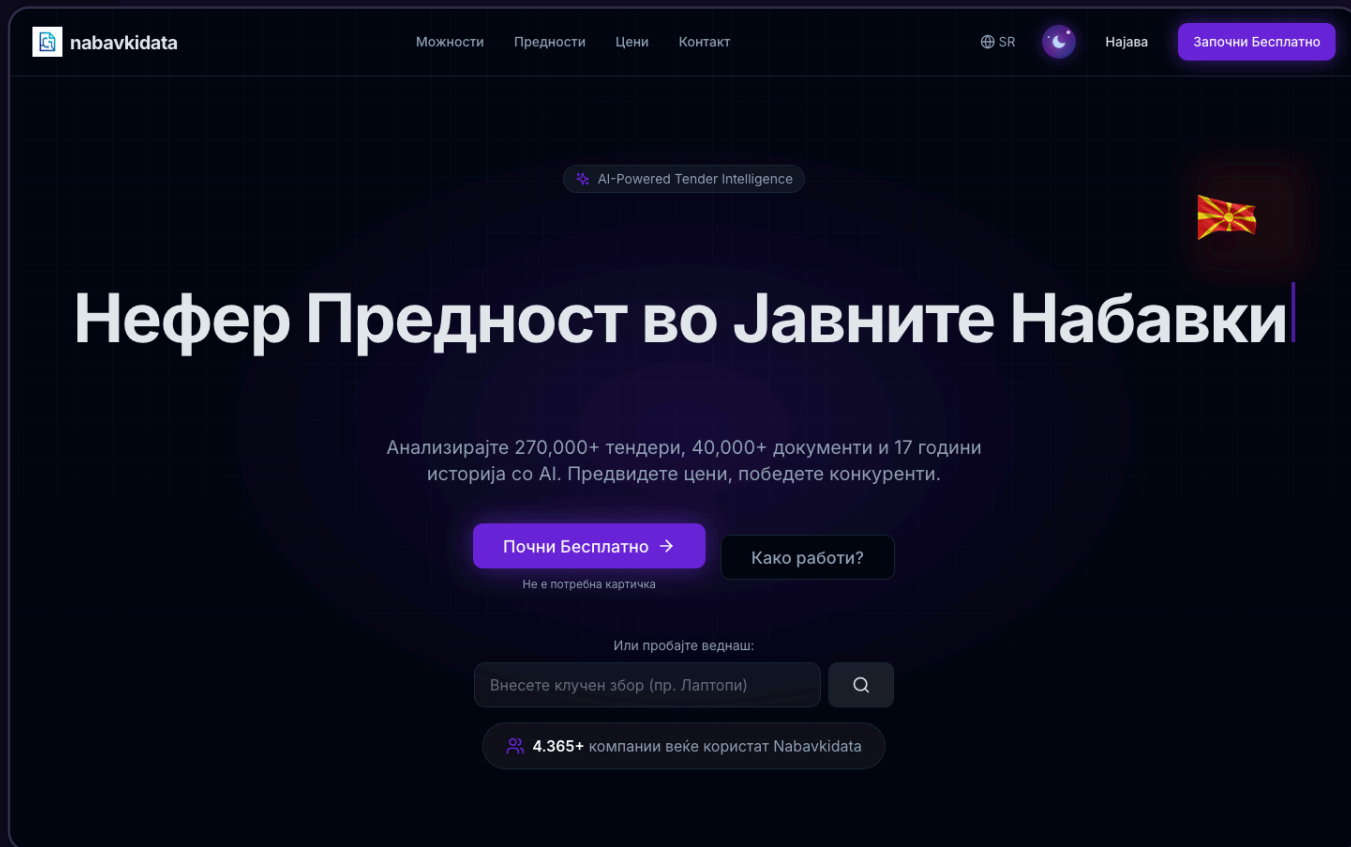 nabavkidata
Можности
Предности
Цени
Контакт
SR
Најава
Започни Бесплатно
AI-Powered Tender Intelligence
Нефер Предност во Јавните Набавки
Анализирајте 270,000+ тендери, 40,000+ документи и 17 години
историја со AI. Предвидете цени, победете конкуренти.
Почни Бесплатно
Како работи?
Не е потребна картичка
Или пробајте веднаш:
Внесете клучен збор (пр. Лаптопи)
4.365+ компании веќе користат Nabavkidata